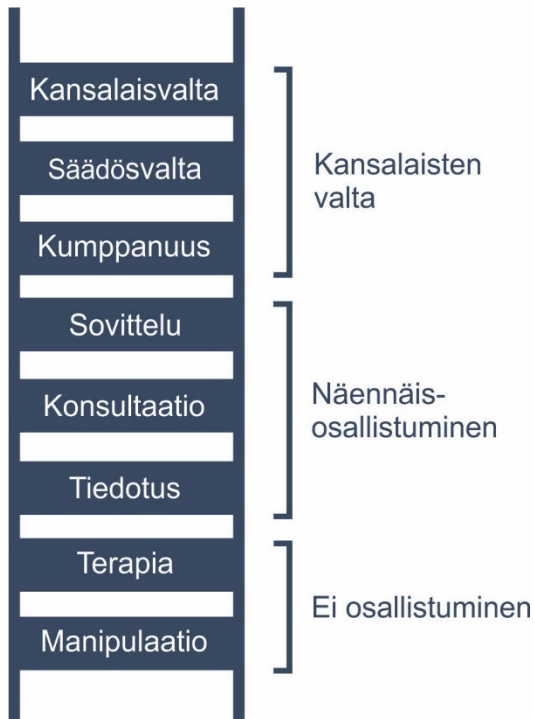 Kansalaisvalta
Säädösvalta
Kumppanuus
Kansalaisten
valta
Sovittelu
Konsultaatio
Tiedotus
Näennäis-
osallistuminen
Terapia
Manipulaatio
Ei osallistuminen